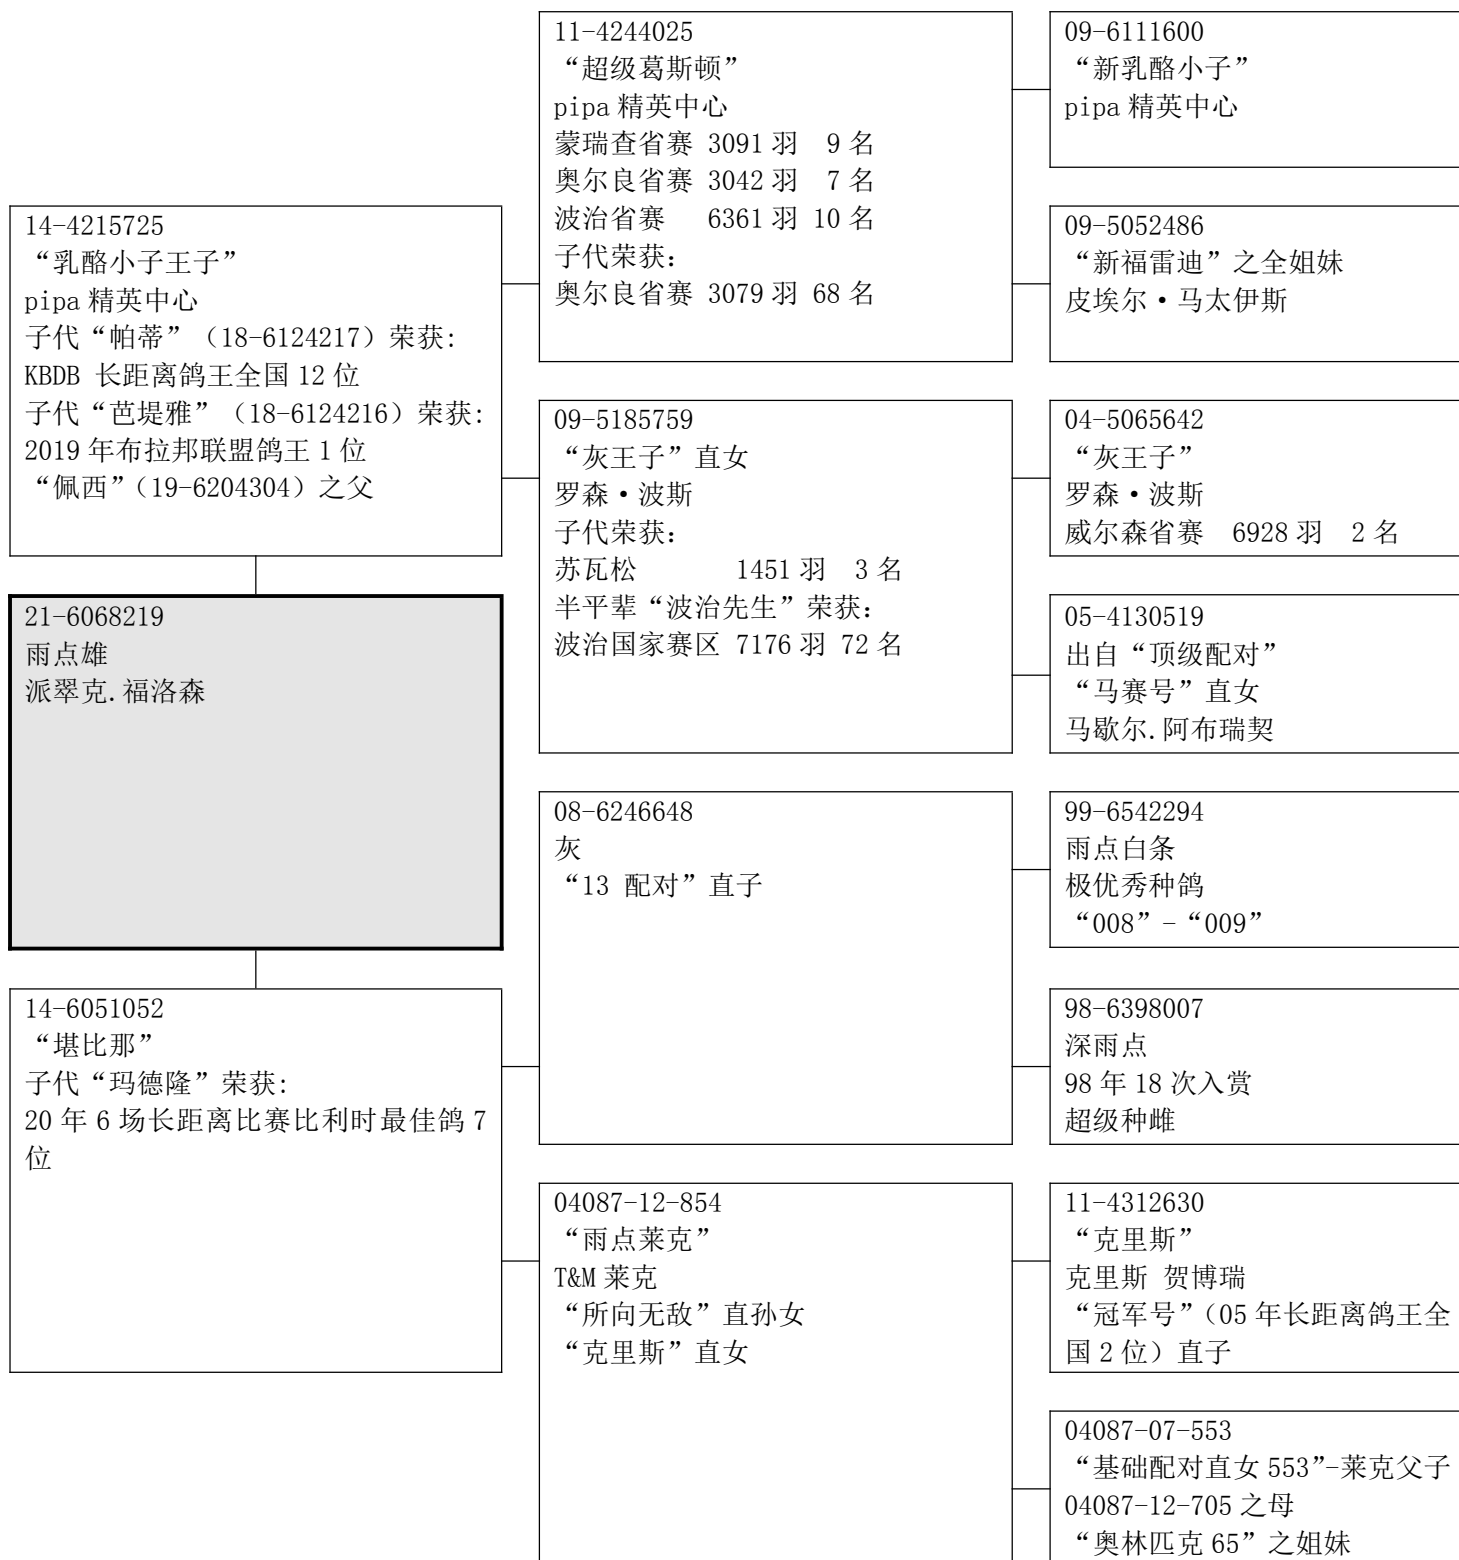 14-4215725
“乳酪小子王子”
pipa 精英中心
子代“帕蒂”（18-6124217）荣获:
KBDB 长距离鸽王全国 12 位
子代“芭堤雅”（18-6124216）荣获:
2019 年布拉邦联盟鸽王 1 位
“佩西”（19-6204304）之父
21-6068219
雨点雄
派翠克.福洛森
14-6051052
“堪比那”
子代“玛德隆”荣获:
20 年 6 场长距离比赛比利时最佳鸽 7
位
11-4244025
“超级葛斯顿”
pipa 精英中心
蒙瑞查省赛 3091 羽 9 名
奥尔良省赛 3042 羽 7 名
波治省赛 6361 羽 10 名
子代荣获：
奥尔良省赛 3079 羽 68 名
09-5185759
“灰王子”直女
罗森·波斯
子代荣获：
苏瓦松 1451 羽 3 名
半平辈“波治先生”荣获：
波治国家赛区 7176 羽 72 名
08-6246648
灰
“13 配对”直子
04087-12-854
“雨点莱克”
T&M 莱克
“所向无敌”直孙女
“克里斯”直女
09-6111600
“新乳酪小子”
pipa 精英中心
09-5052486
“新福雷迪”之全姐妹
皮埃尔·马太伊斯
04-5065642
“灰王子”
罗森·波斯
威尔森省赛 6928 羽 2 名
05-4130519
出自“顶级配对”
“马赛号”直女
马歇尔.阿布瑞契
99-6542294
雨点白条
极优秀种鸽
“008”-“009”
98-6398007
深雨点
98 年 18 次入赏
超级种雌
11-4312630
“克里斯”
克里斯 贺博瑞
“冠军号”（05 年长距离鸽王全
国 2 位）直子
04087-07-553
“基础配对直女 553”-莱克父子
04087-12-705 之母
“奥林匹克 65”之姐妹